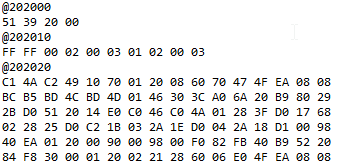 @202000
51 39 20 00
@202010
FF FF 00 02 00 03 01 02 00 03
@202020
C1 4A C2 49 10 70 01 20 08 60 70 47 4F EA 08 08
BC B5 BD 4C BD 4D 01 46 30 3C A0 6A 20 B9 80 29
2B D0 51 20 14 E0 C0 46 C0 4A 01 28 3F D0 17 68
02 28 25 D0 C2 1B 03 2A 1E D0 04 2A 18 D1 00 98
40 EA 01 20 00 90 00 98 00 F0 82 FB 40 B9 52 20
84 F8 30 00 01 20 02 21 28 60 06 E0 4F EA 08 08